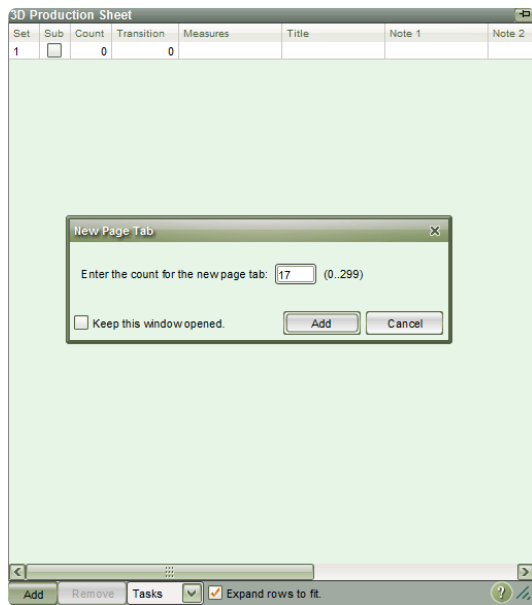 3D Production Sheet
Set Sub Count Transition Measures Title Note 1 Note 2
1 0 0
New Page Tab
Enter the count for the new page tab: 17 (0..299)
Keep this window opened. Add Cancel
Add Remove Tasks Expand rows to fit. ?